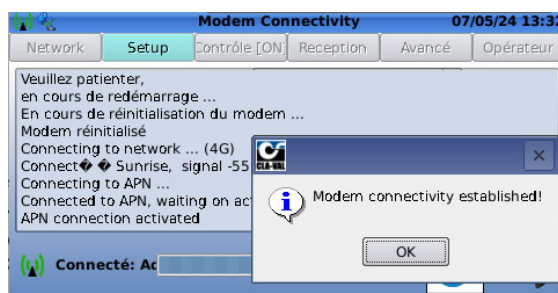 Modem Connectivity 07/05/24 13:32
Network Setup Contrôle [ON] Reception Avancé Opérateur
Veuillez patienter,
en cours de redémarrage ...
En cours de réinitialisation du modem ...
Modem réinitialisé
Connecting to network ... (4G)
Connect�� Sunrise, signal -55
Connecting to APN ...
Connected to APN, waiting on
APN connection activated
CLA-VAL
Modem connectivity established!
OK
Connecté: